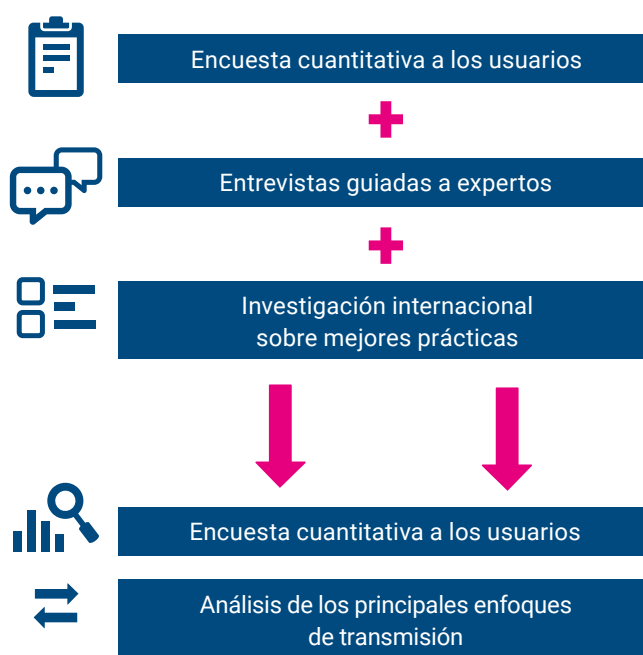 Encuesta cuantitativa a los usuarios
Entrevistas guiadas a expertos
Investigación internacional
sobre mejores prácticas
Encuesta cuantitativa a los usuarios
Análisis de los principales enfoques
de transmisión